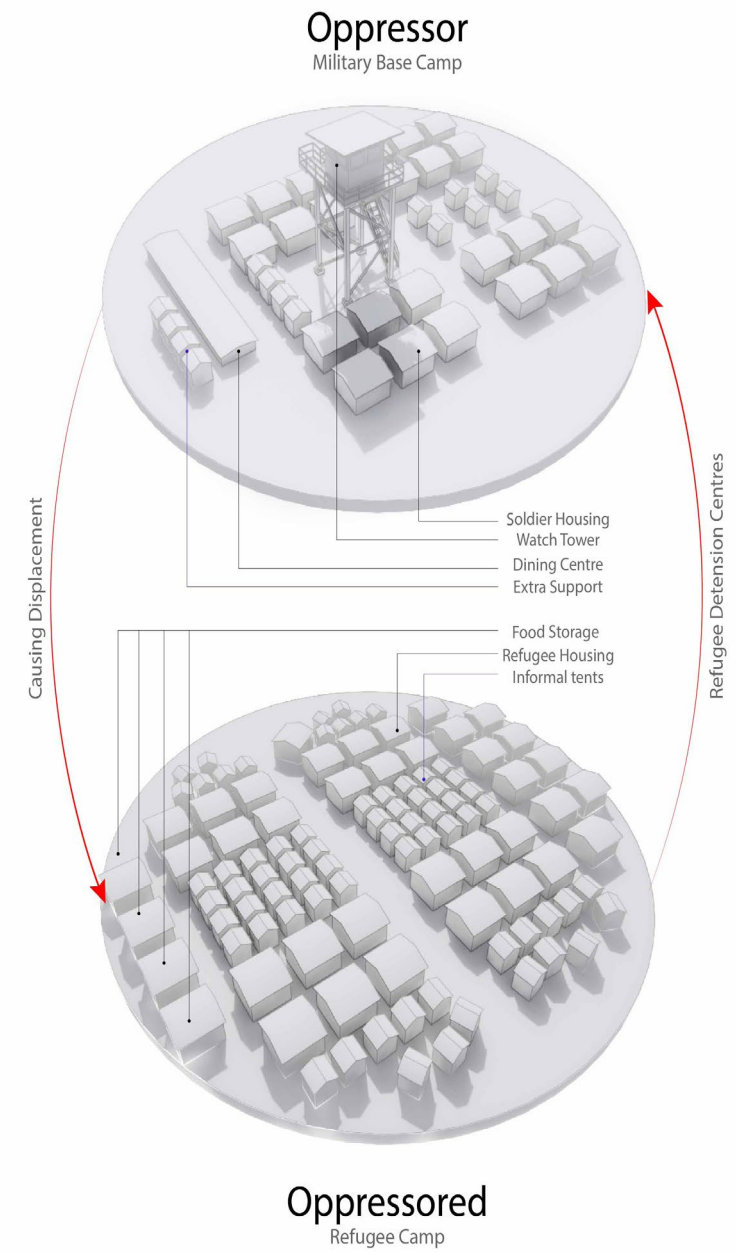 Oppressor
Military Base Camp
Soldier Housing
Watch Tower
Dining Centre
Extra Support
Causing Displacement
Refugee Detension Centres
Food Storage
Refugee Housing
Informal tents
Oppressored
Refugee Camp